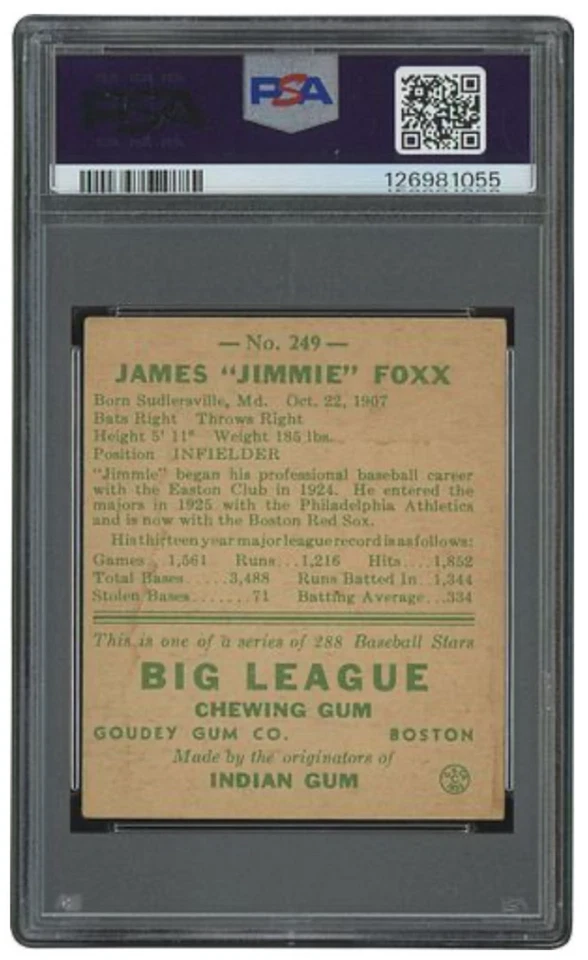 PSA
126981055
— No. 249 —
JAMES "JIMMIE" FOXX
Born Sudlersville, Md. Oct. 22, 1907
Bats Right Throws Right
Height 5' 11" Weight 185 lbs.
Position INFIELDER
"Jimmie" began his professional baseball career
with the Easton Club in 1924. He entered the
majors in 1925 with the Philadelphia Athletics
and is now with the Boston Red Sox.
His thirteen year major league record is as follows:
Games....1,561 Runs...1,216 Hits....1,852
Total Bases......3,488 Runs Batted In..1,344
Stolen Bases........71 Batting Average...334
This is one of a series of 288 Baseball Stars
BIG LEAGUE
CHEWING GUM
GOUDEY GUM CO. BOSTON
Made by the originators of
INDIAN GUM